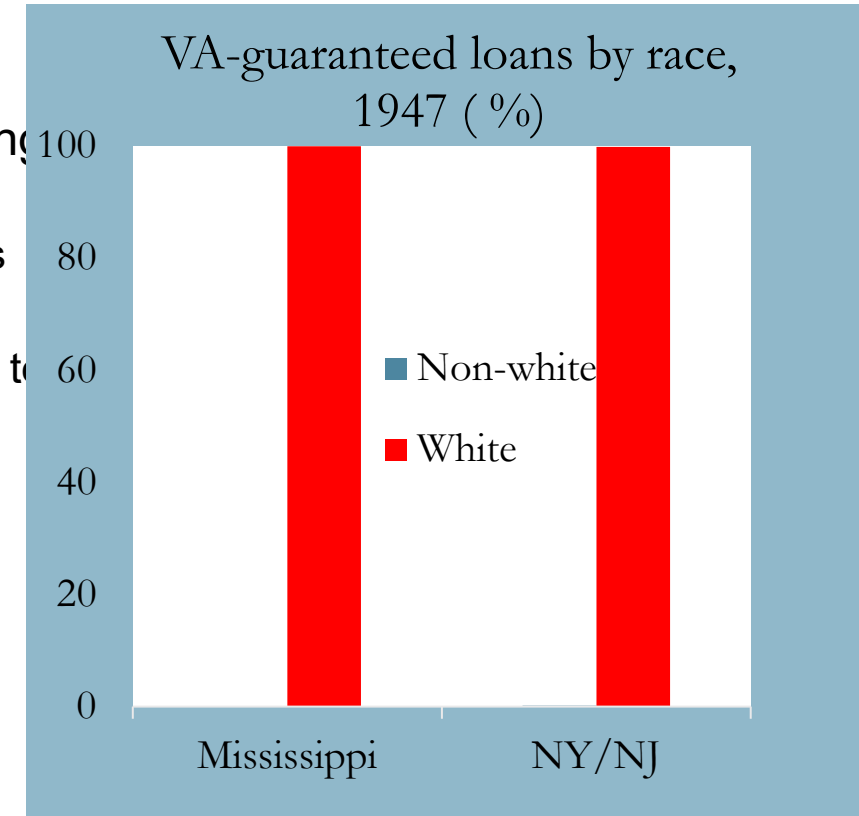 VA-guaranteed loans by race,
1947 ( %)
100
80
60
40
20
0
Non-white
White
Mississippi
NY/NJ